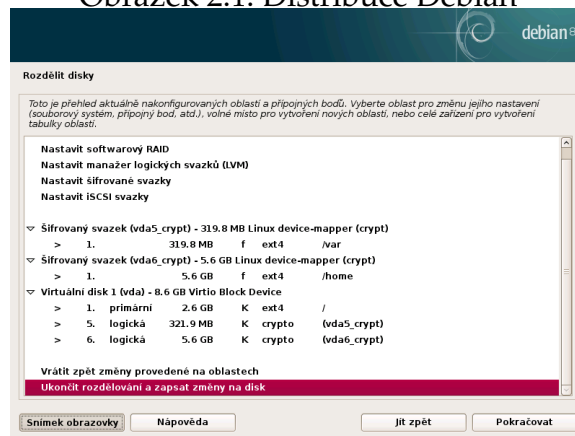 Obrázek 2.1: Distribuce Debian
debian 8
Rozdělit disky
Toto je přehled aktuálně nakonfigurovaných oblastí a přípojných bodů. Vyberte oblast pro změnu jejího nastavení
(souborový systém, přípojný bod, atd.), volné místo pro vytvoření nových oblastí, nebo celé zařízení pro vytvoření
tabulky oblastí.
Nastavit softwarový RAID
Nastavit manažer logických svazků (LVM)
Nastavit šifrované svazky
Nastavit iSCSI svazky
Šifrovaný svazek (vda5_crypt) - 319.8 MB Linux device-mapper (crypt)
> 1. 319.8 MB f ext4 /var
Šifrovaný svazek (vda6_crypt) - 5.6 GB Linux device-mapper (crypt)
> 1. 5.6 GB f ext4 /home
Virtuální disk 1 (vda) - 8.6 GB Virtio Block Device
> 1. primární 2.6 GB K ext4 /
> 5. logická 321.9 MB K crypto (vda5_crypt)
> 6. logická 5.6 GB K crypto (vda6_crypt)
Vrátit zpět změny provedené na oblastech
Ukončit rozdělování a zapsat změny na disk
Snímek obrazovky Nápověda Jít zpět Pokračovat